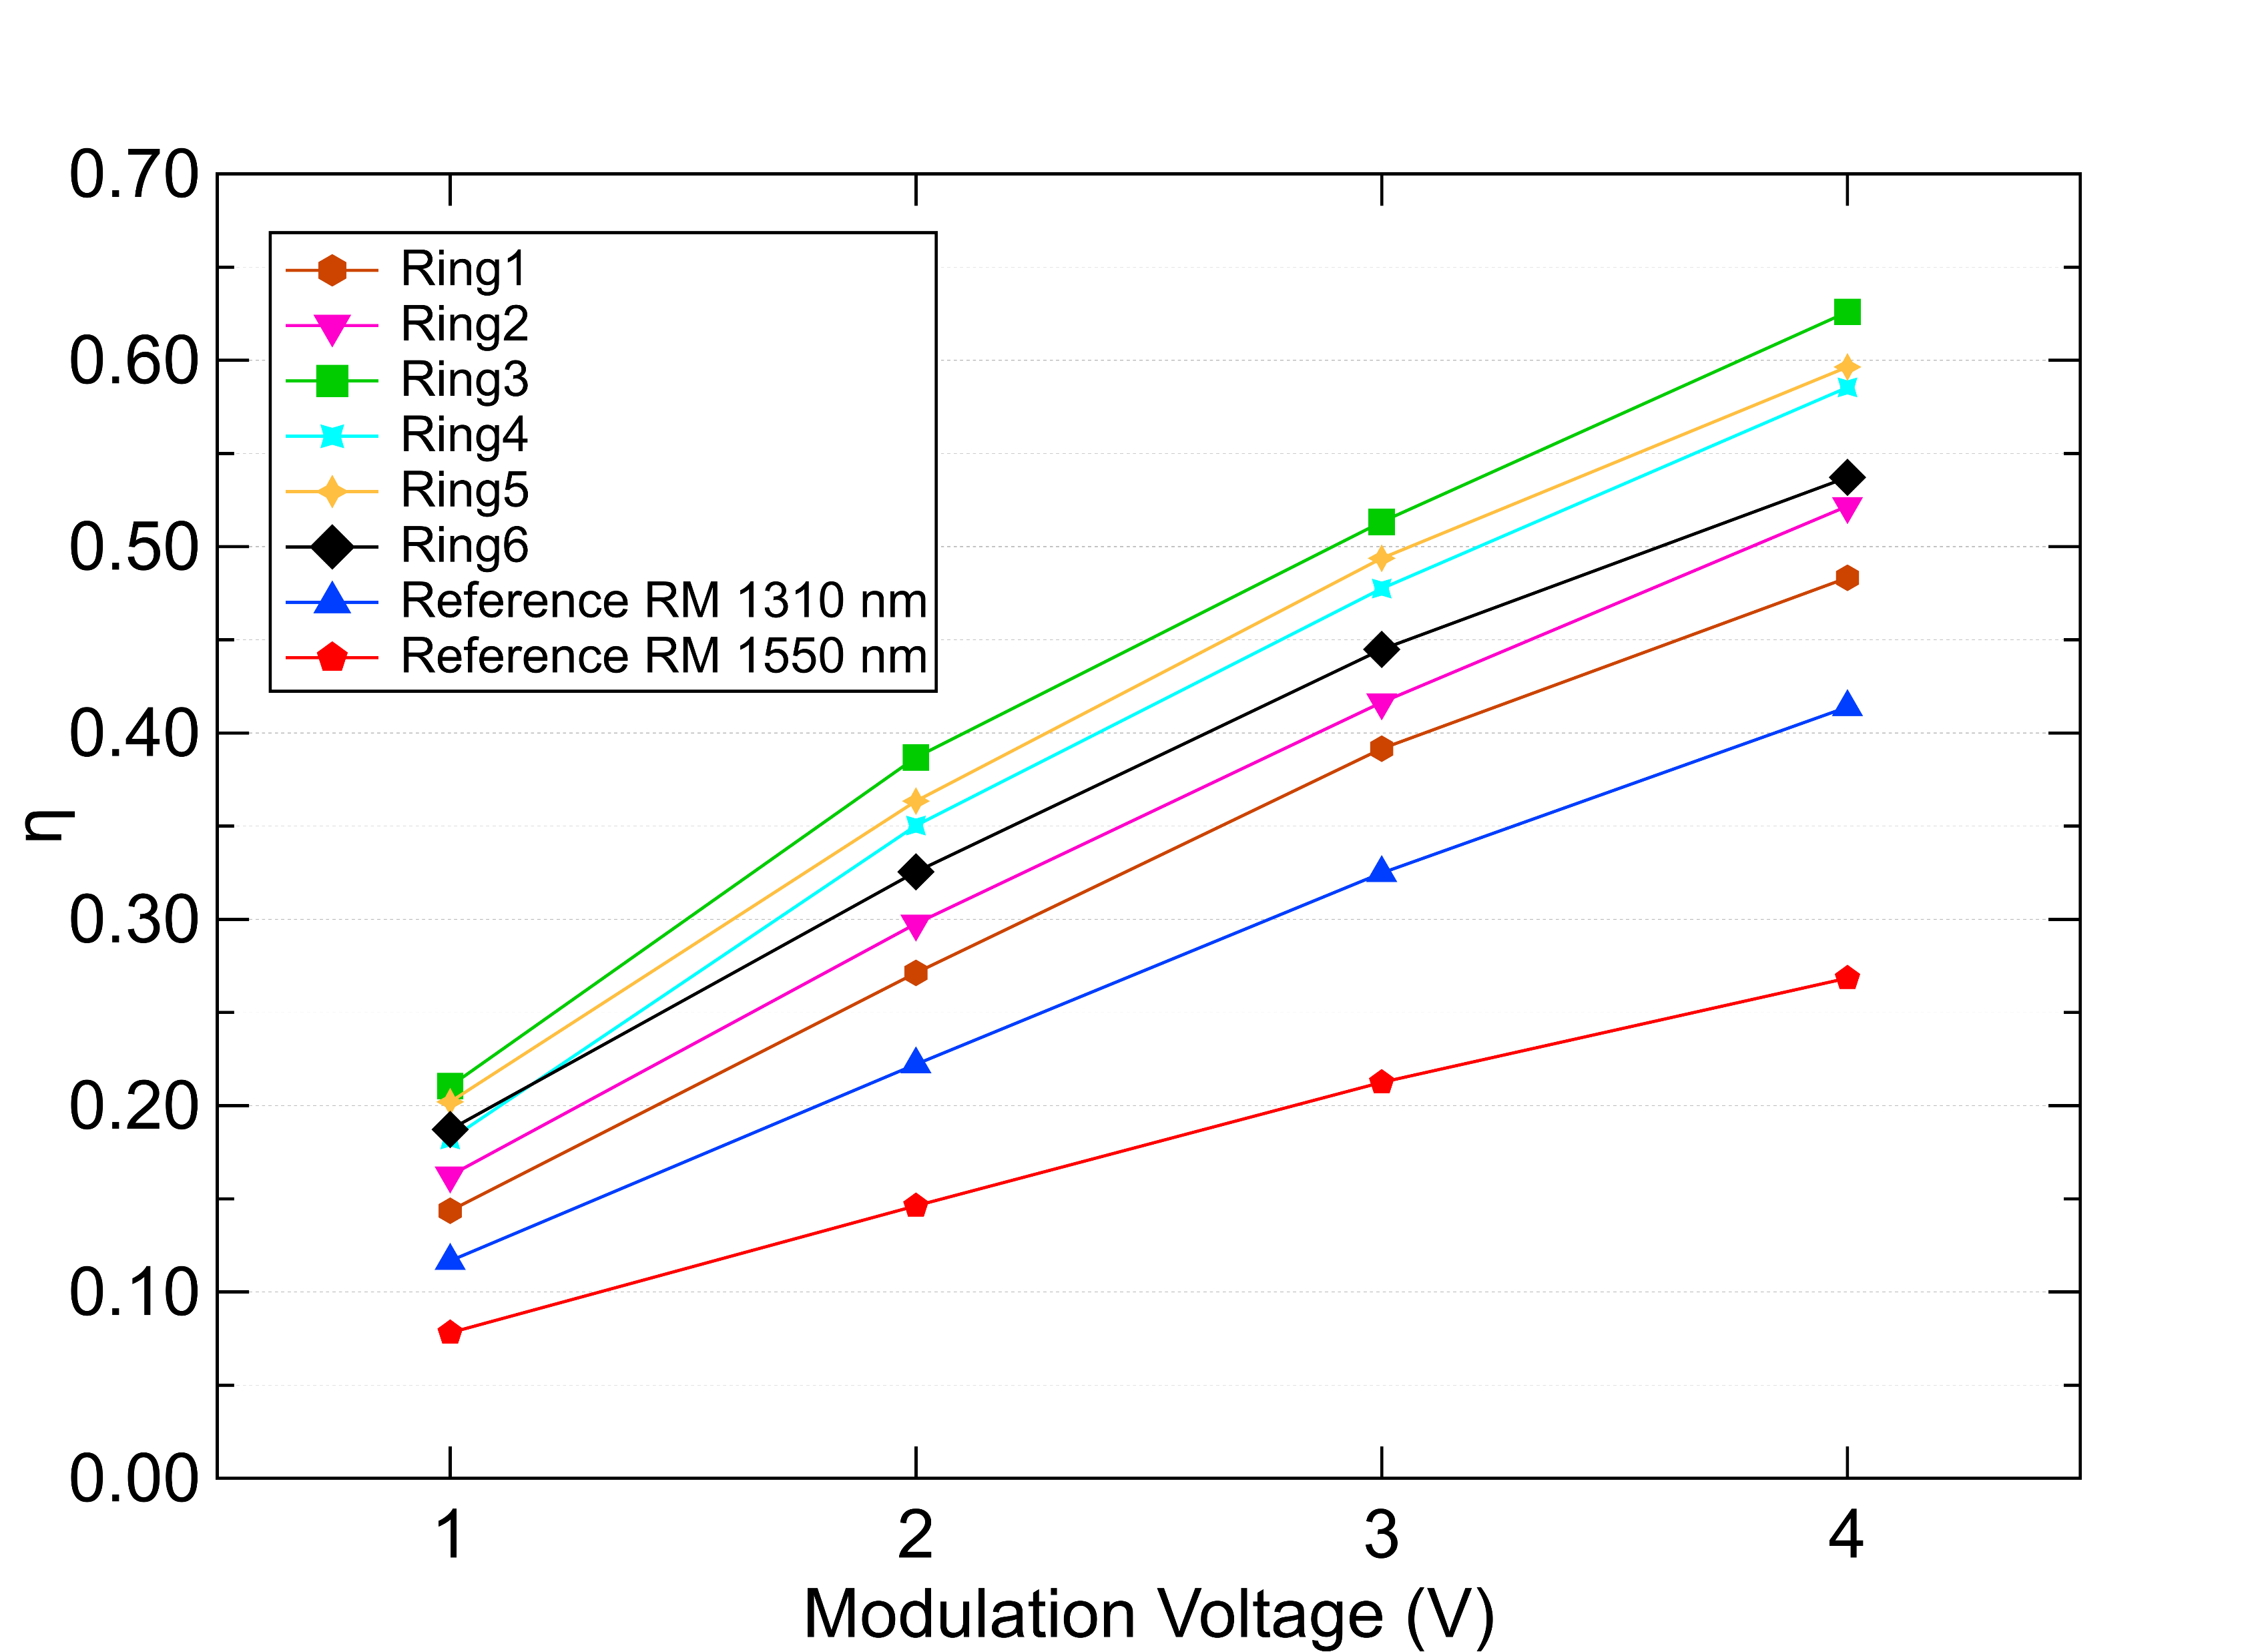 0.70
0.60
0.50
0.40
0.30
0.20
0.10
0.00
η
Ring1
Ring2
Ring3
Ring4
Ring5
Ring6
Reference RM 1310 nm
Reference RM 1550 nm
1 2 3 4
Modulation Voltage (V)